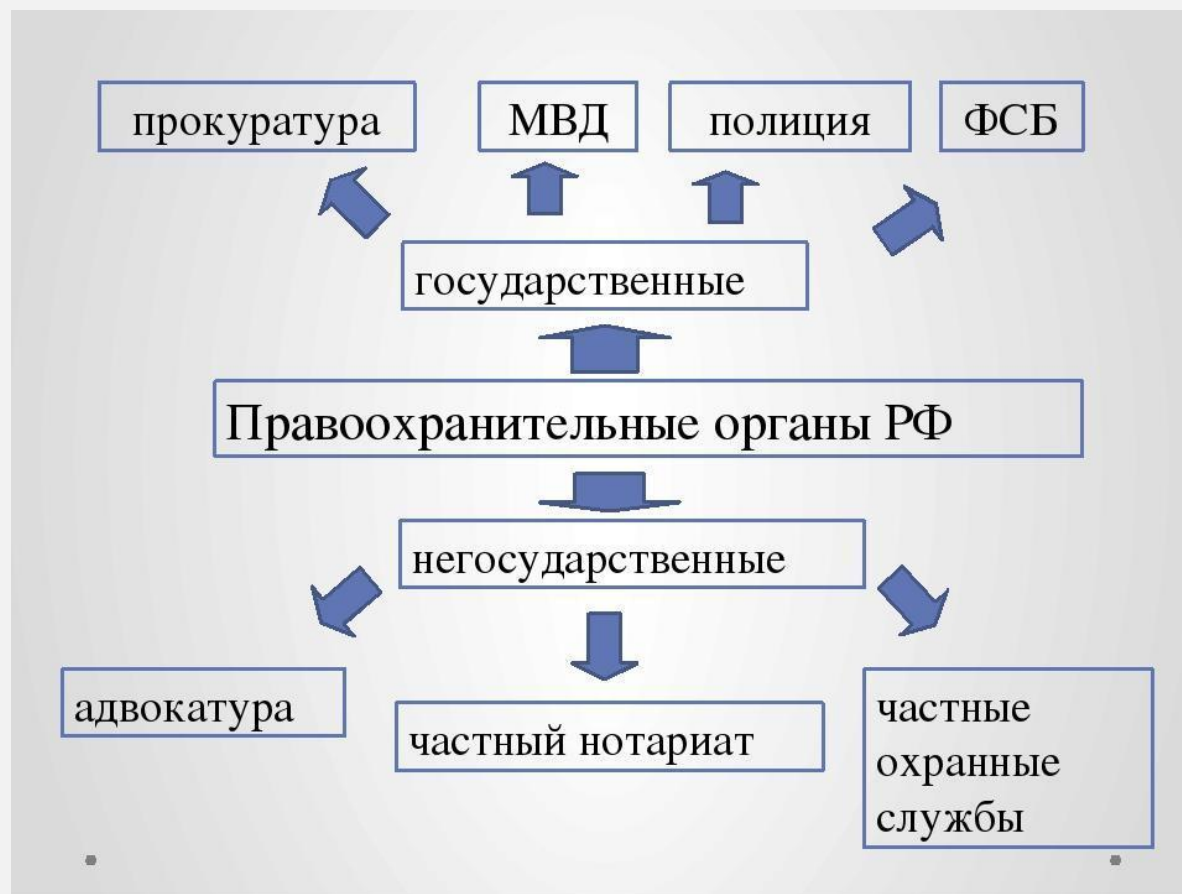 прокуратура
МВД
полиция
ФСБ
государственные
Правоохранительные органы РФ
негосударственные
адвокатура
частный нотариат
частные
охранные
службы